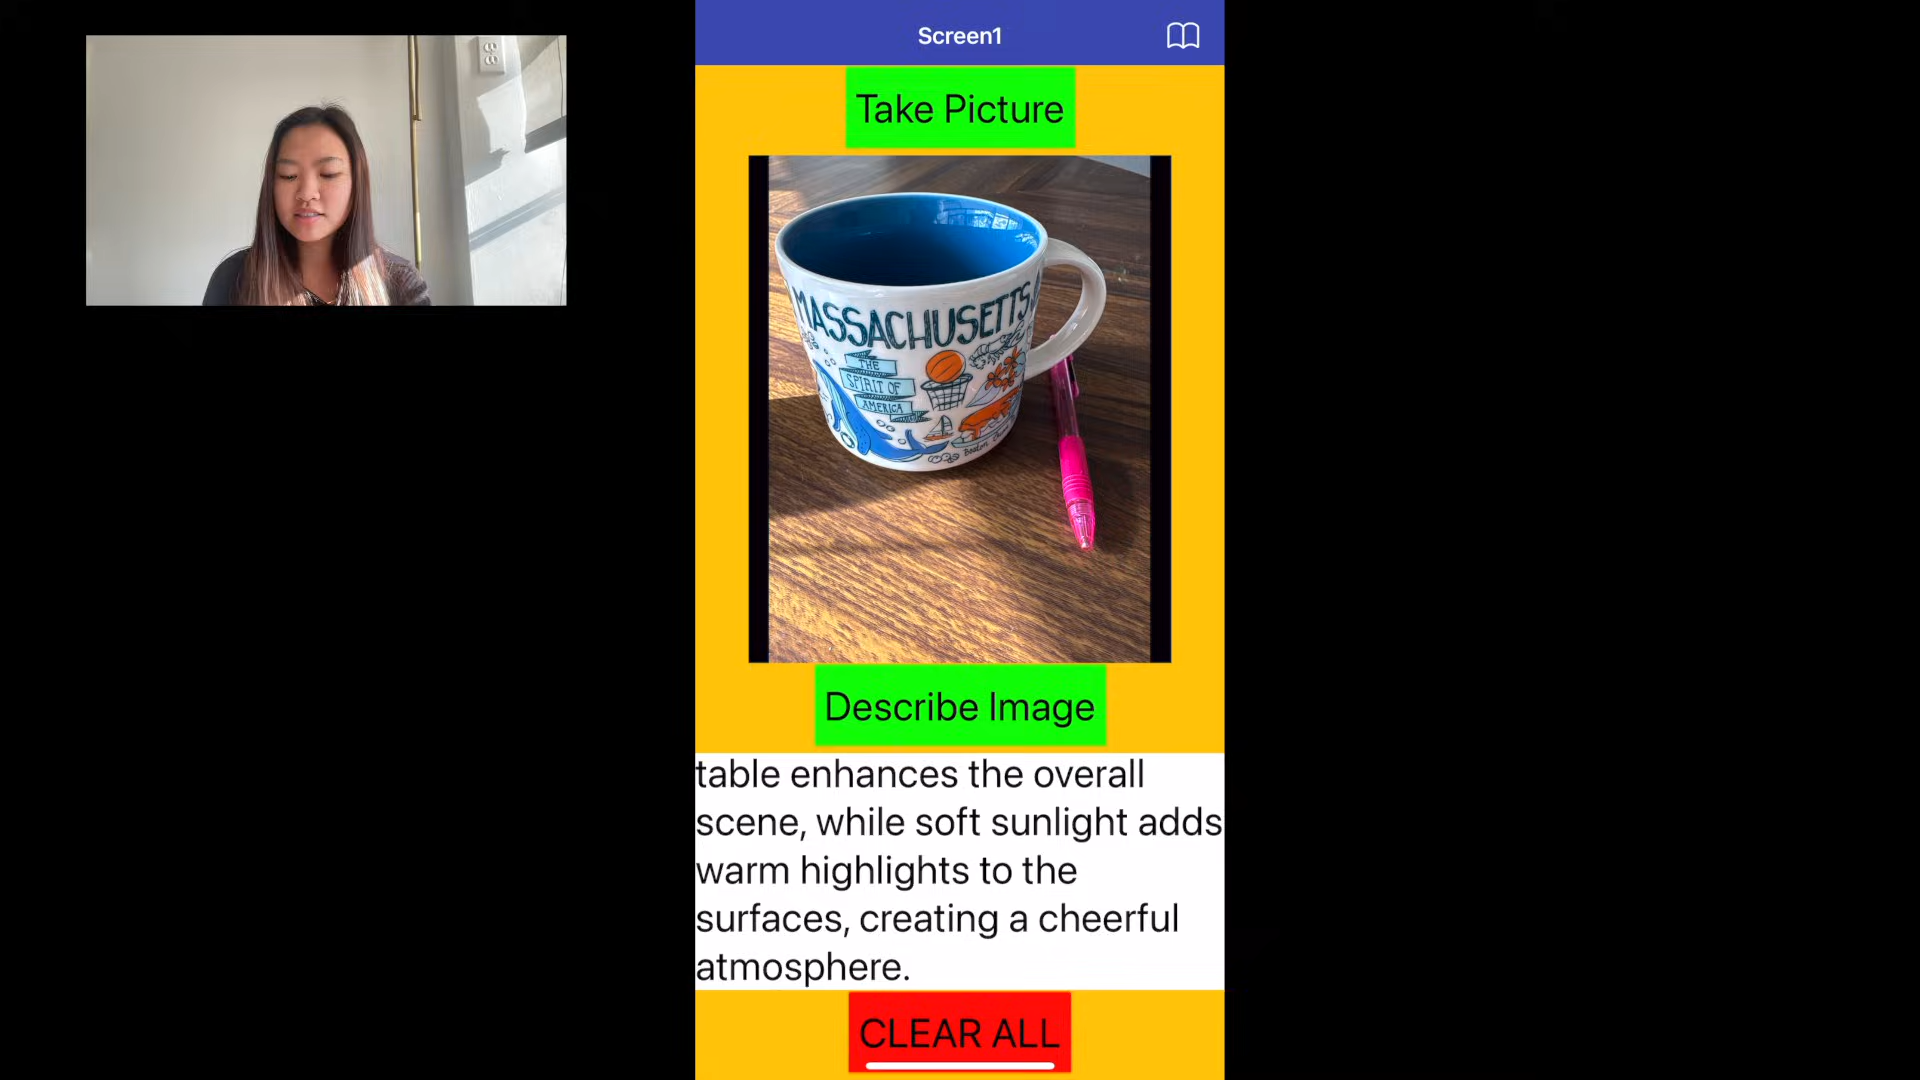 Screen1
Take Picture
MASSACHUSETTS
THE
SPIRIT OF
AMERICA
Boston
Describe Image
table enhances the overall
scene, while soft sunlight adds
warm highlights to the
surfaces, creating a cheerful
atmosphere.
CLEAR ALL